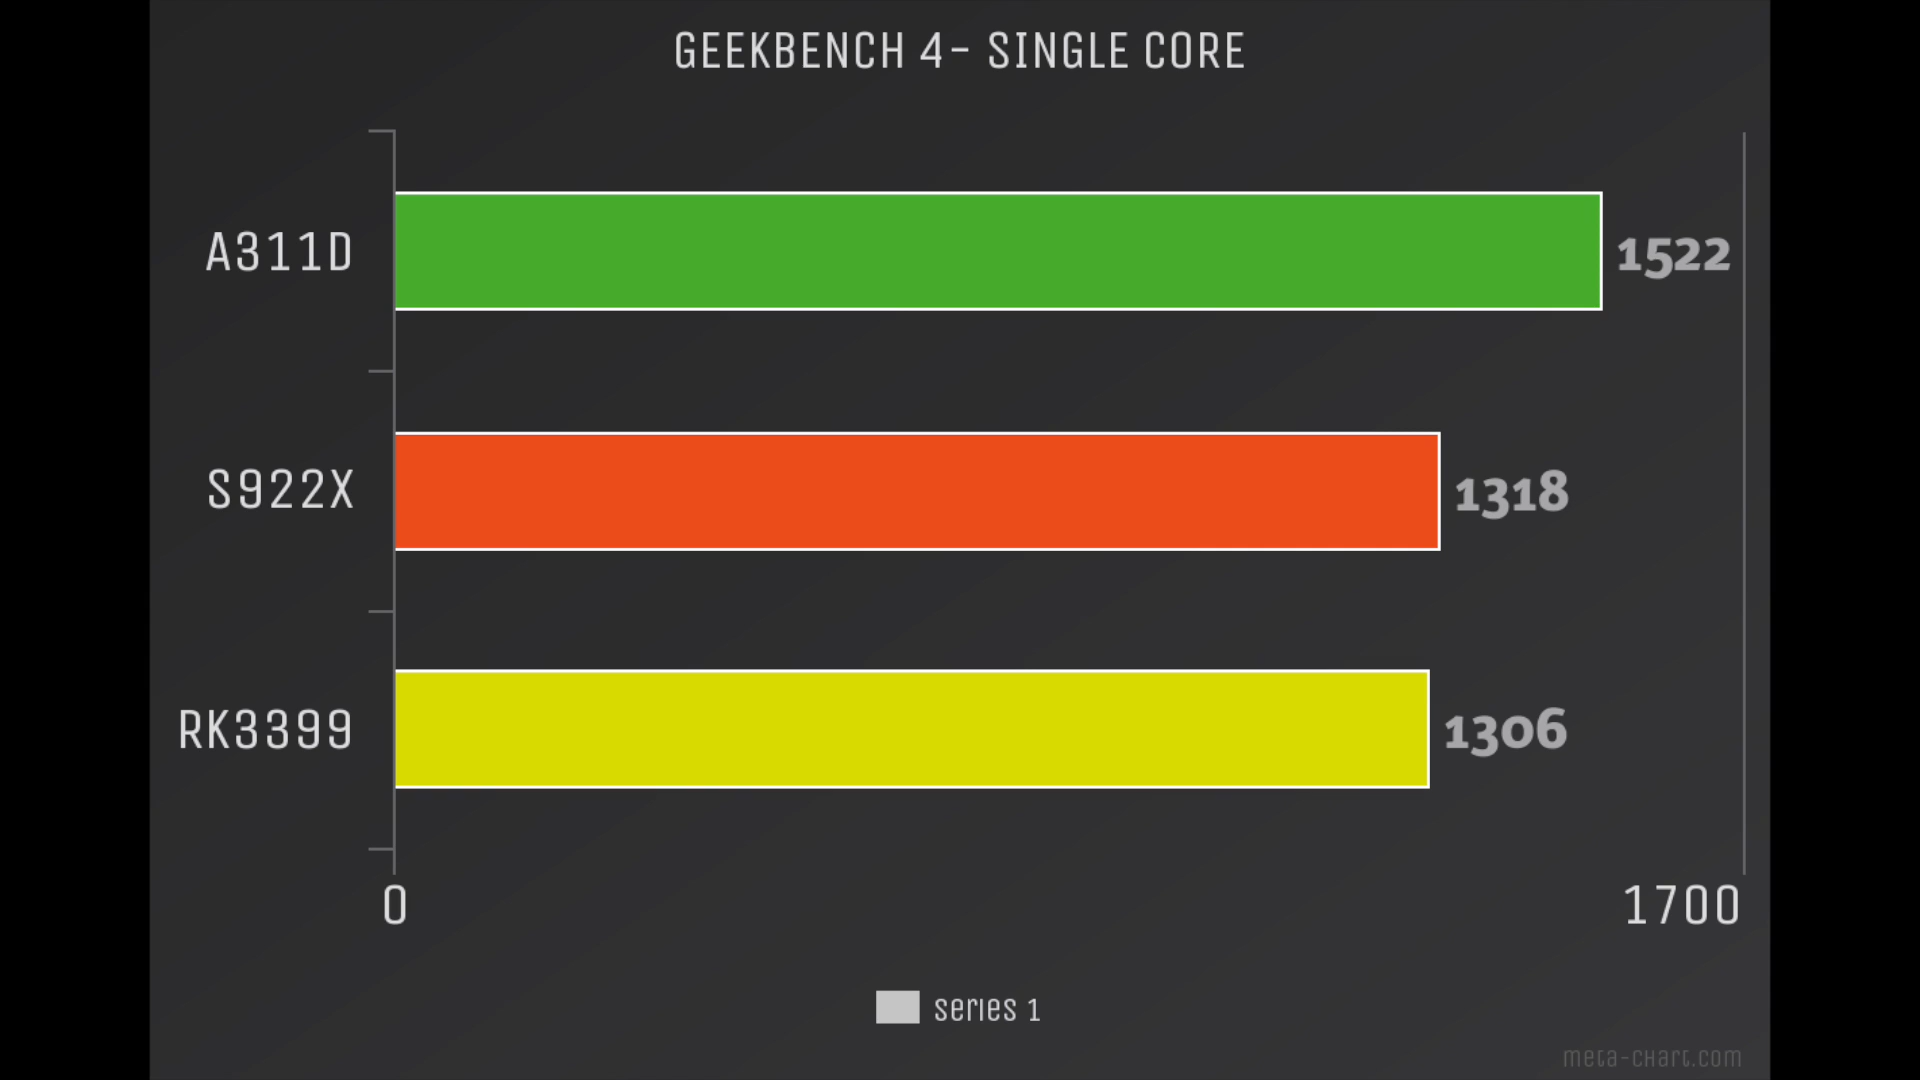 GEEKBENCH 4- SINGLE CORE
A311D
1522
S922X
1318
RK3399
1306
0
1700
series 1
meta-chart.com